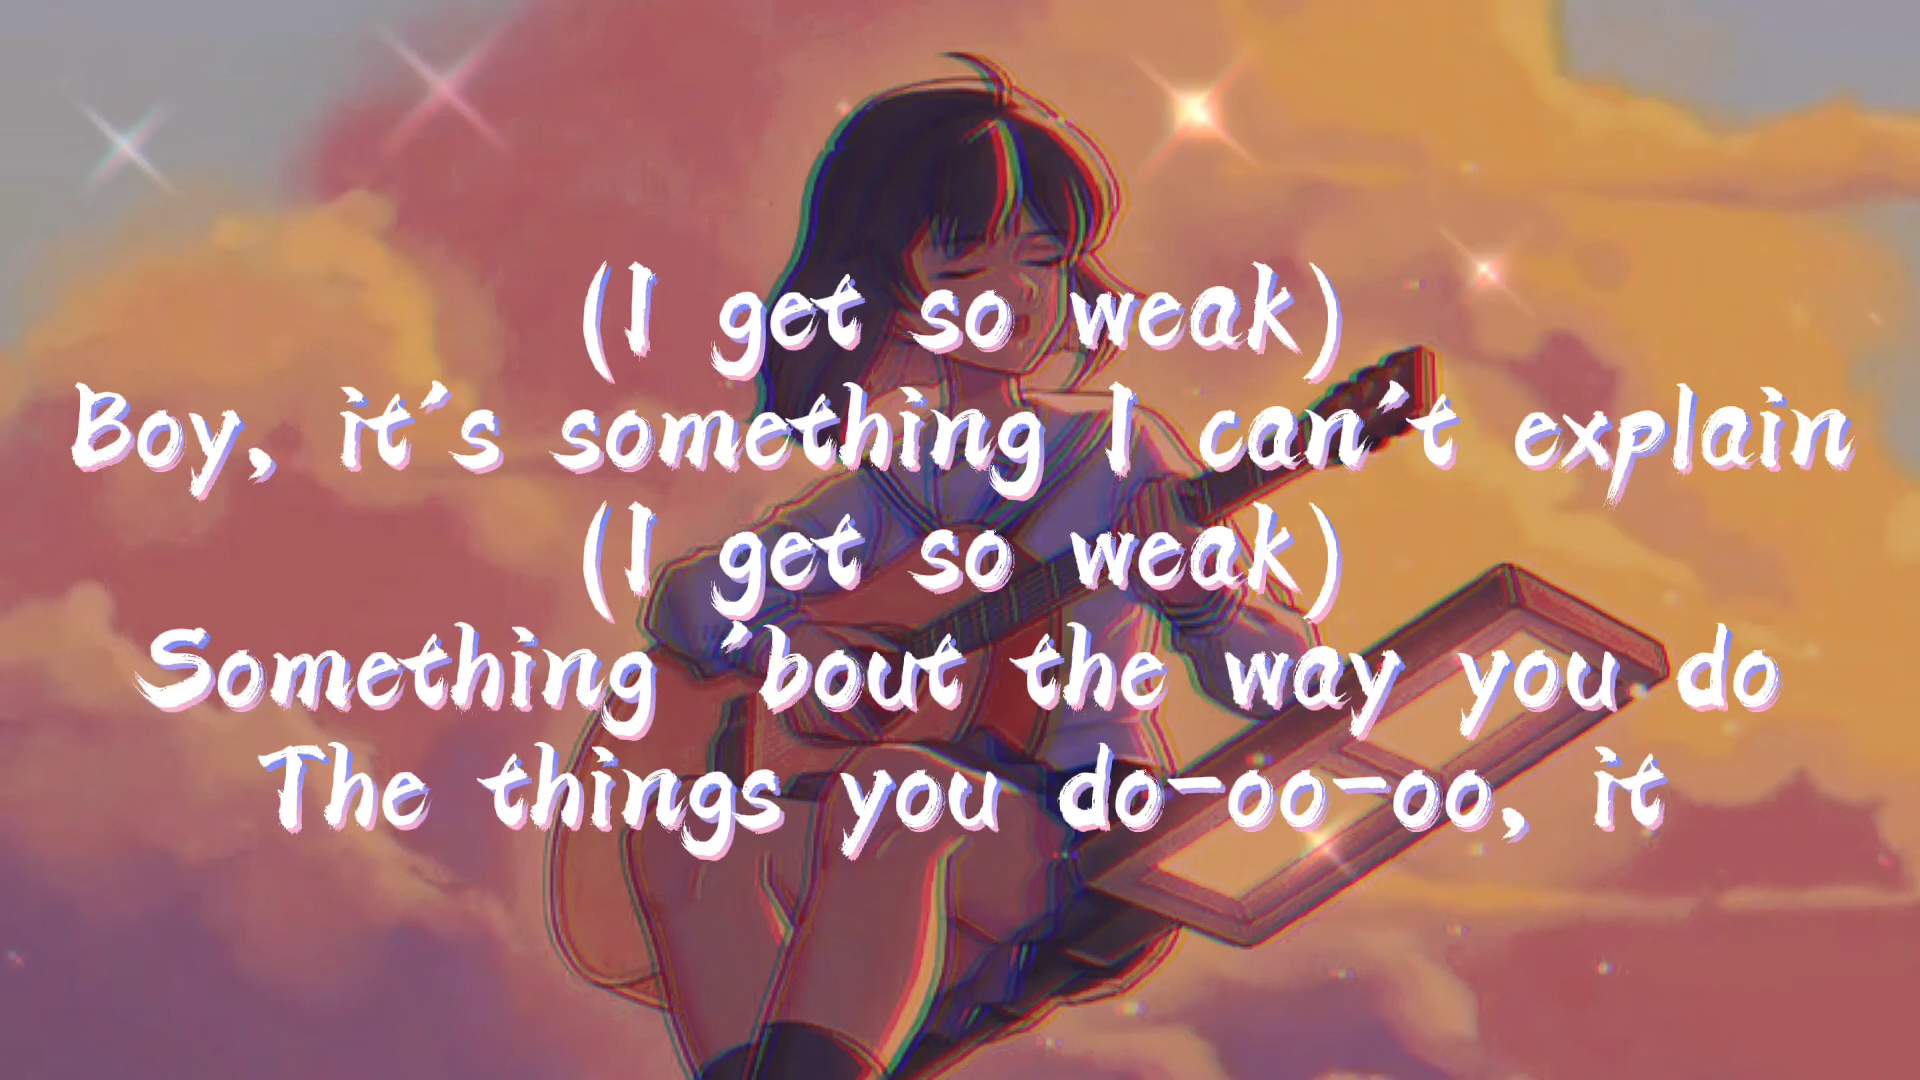 (I get so weak)
Boy, it's something I can't explain
(I get so weak)
Something 'bout the way you do
The things you do-oo-oo, it